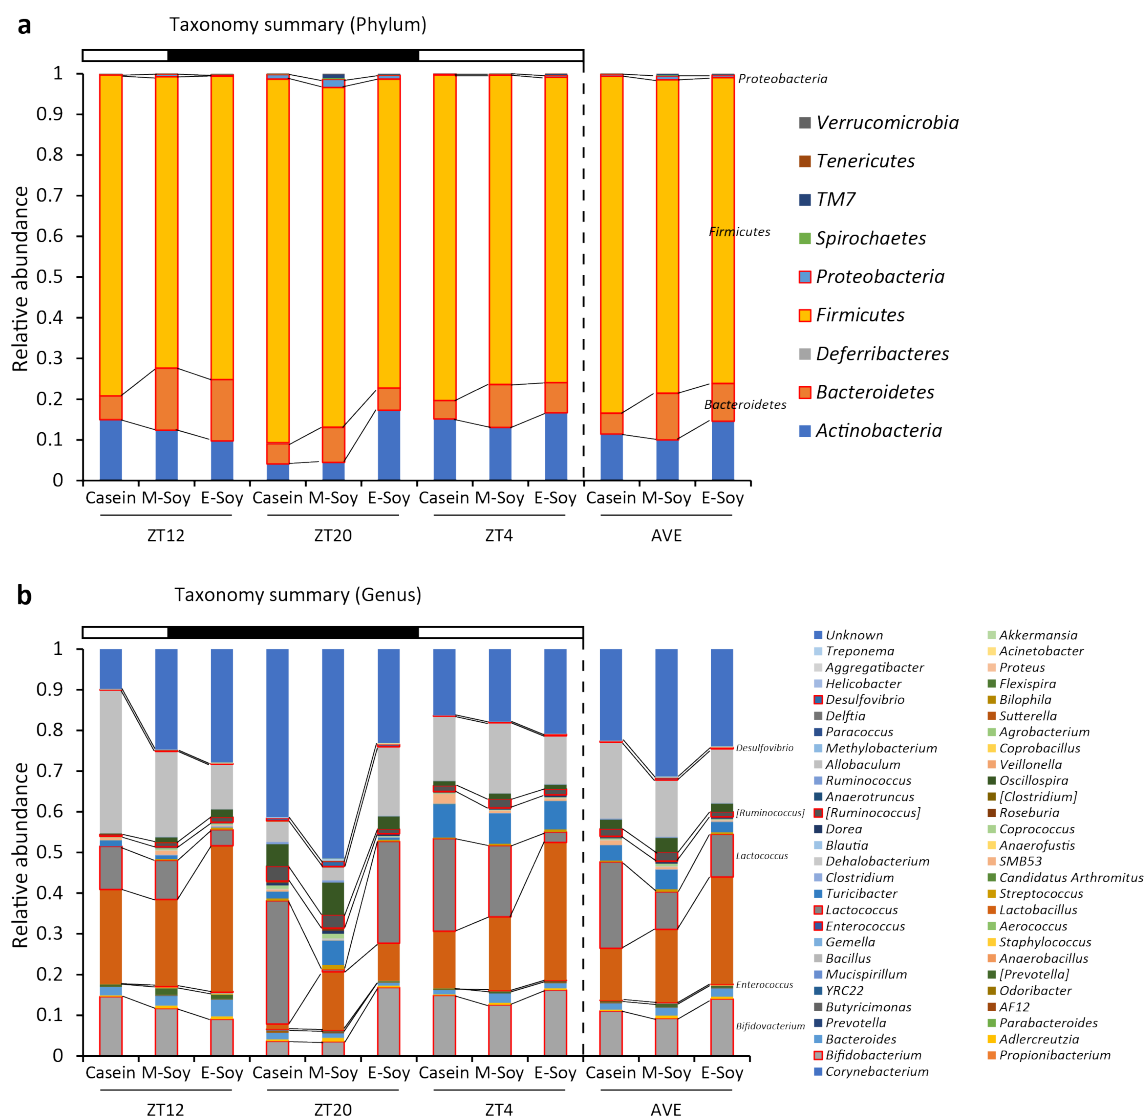 a
Taxonomy summary (Phylum)
Relative abundance
1
0.9
0.8
0.7
0.6
0.5
0.4
0.3
0.2
0.1
0
Proteobacteria
Firmicutes
Bacteroidetes
Verrucomicrobia
Tenericutes
TM7
Spirochaetes
Proteobacteria
Firmicutes
Deferribacteres
Bacteroidetes
Actinobacteria
Casein M-Soy E-Soy Casein M-Soy E-Soy Casein M-Soy E-Soy Casein M-Soy E-Soy
ZT12 ZT20 ZT4 AVE
b
Taxonomy summary (Genus)
Relative abundance
1
0.9
0.8
0.7
0.6
0.5
0.4
0.3
0.2
0.1
0
Desulfovibrio
[Ruminococcus]
Lactococcus
Enterococcus
Bifidovacterium
Unknown
Treponema
Aggregatibacter
Helicobacter
Desulfovibrio
Delftia
Paracoccus
Methylobacterium
Allobaculum
Ruminococcus
Anaerotruncus
[Ruminococcus]
Dorea
Blautia
Dehalobacterium
Clostridium
Turicibacter
Lactococcus
Enterococcus
Gemella
Bacillus
Mucispirillum
YRC22
Butyricimonas
Prevotella
Bacteroides
Bifidobacterium
Corynebacterium
Akkermansia
Acinetobacter
Proteus
Flexispira
Bilophila
Sutterella
Agrobacterium
Coprobacillus
Veillonella
Oscillospira
[Clostridium]
Roseburia
Coprococcus
Anaerofustis
SMB53
Candidatus Arthromitus
Streptococcus
Lactobacillus
Aerococcus
Staphylococcus
Anaerobacillus
[Prevotella]
Odoribacter
AF12
Parabacteroides
Adlercreutzia
Propionibacterium
Casein M-Soy E-Soy Casein M-Soy E-Soy Casein M-Soy E-Soy Casein M-Soy E-Soy
ZT12 ZT20 ZT4 AVE